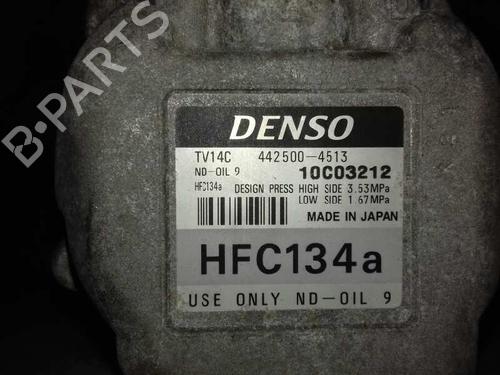 B-PARTS
DENSO
TV14C 442500-4513
ND-OIL 9 10C03212
HFC134a DESIGN PRESS HIGH SIDE 3.53MPa
LOW SIDE 1.67MPa
MADE IN JAPAN
HFC134a
USE ONLY ND-OIL 9